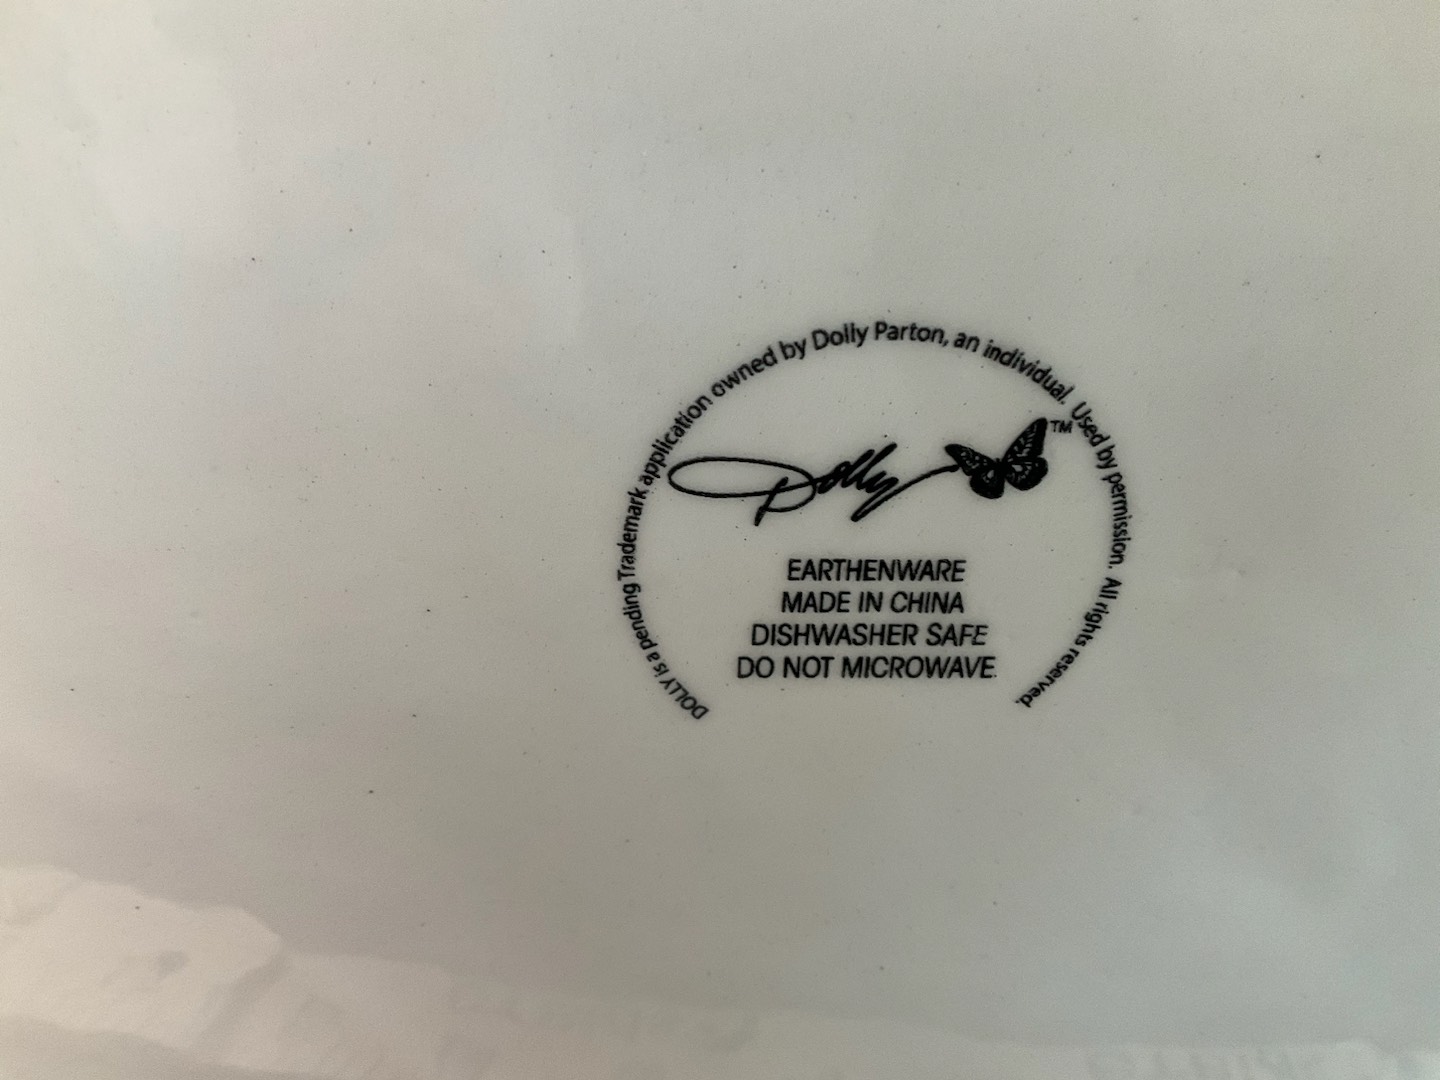 DOLLY is a pending Trademark application owned by Dolly Parton, an individual. Used by permission. All rights reserved.
Dolly TM
EARTHENWARE
MADE IN CHINA
DISHWASHER SAFE
DO NOT MICROWAVE